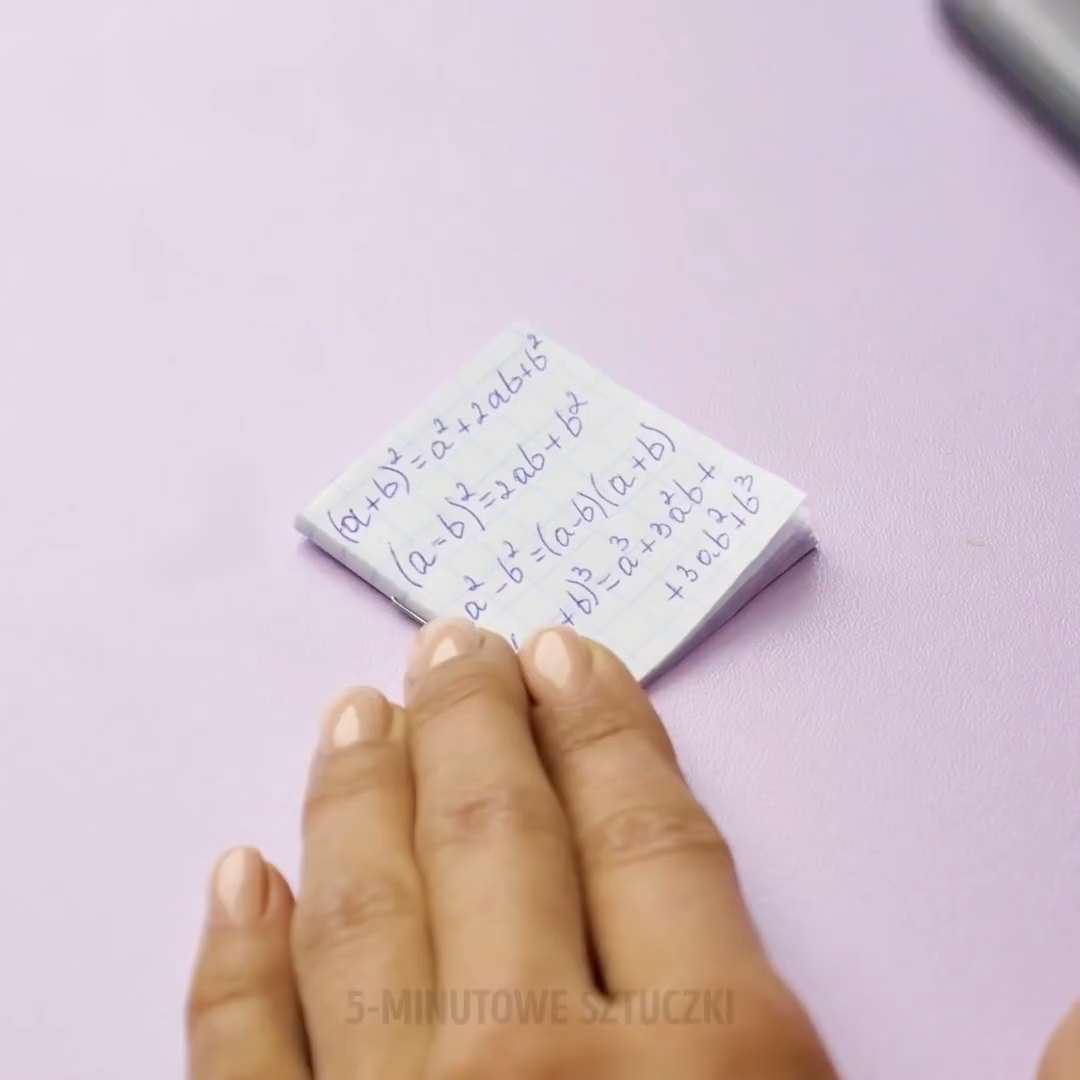 (a+b)²=a²+2ab+b²
(a-b)²=2ab+b²
a²-b²=(a-b)(a+b)
+b)³=a³+3a²b+
+3ab²+b³
5-MINUTOWE SZTUCZKI